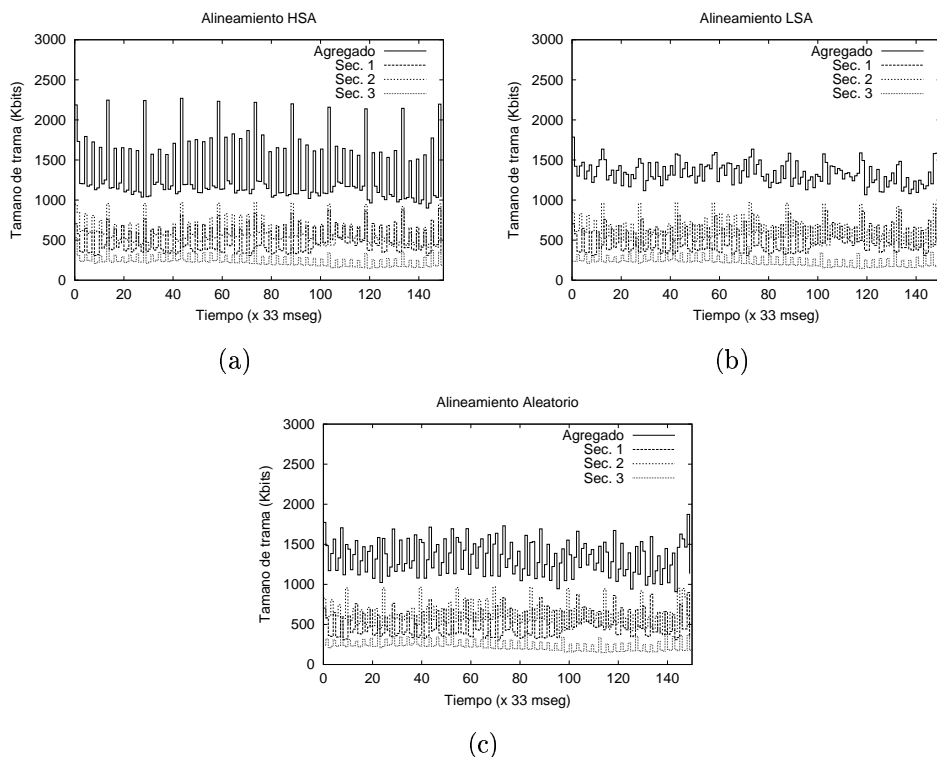 Alineamiento HSA
3000
2500
2000
1500
1000
500
0
Tamano de trama (Kbits)
Agregado
Sec. 1
Sec. 2
Sec. 3
0 20 40 60 80 100 120 140
Tiempo (x 33 mseg)
(a)
Alineamiento LSA
3000
2500
2000
1500
1000
500
0
Tamano de trama (Kbits)
Agregado
Sec. 1
Sec. 2
Sec. 3
0 20 40 60 80 100 120 140
Tiempo (x 33 mseg)
(b)
Alineamiento Aleatorio
3000
2500
2000
1500
1000
500
0
Tamano de trama (Kbits)
Agregado
Sec. 1
Sec. 2
Sec. 3
0 20 40 60 80 100 120 140
Tiempo (x 33 mseg)
(c)